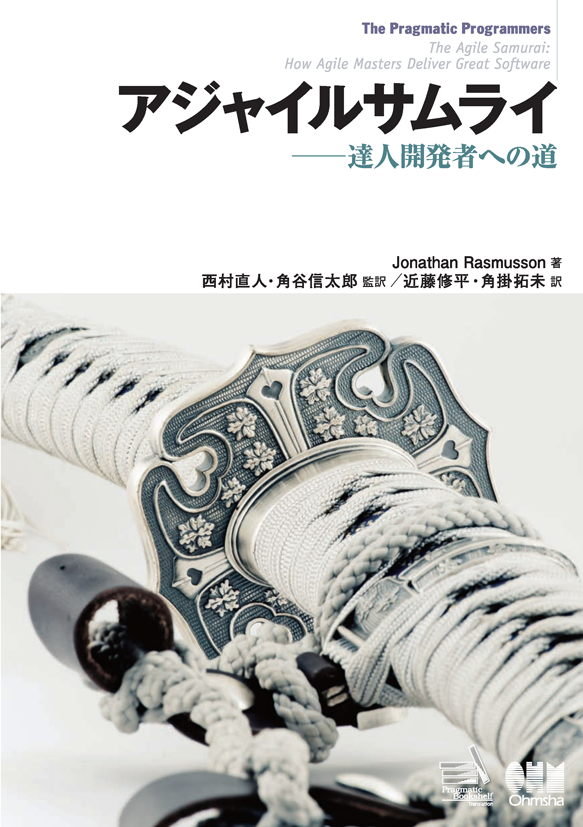 The Pragmatic Programmers
The Agile Samurai:
How Agile Masters Deliver Great Software
アジャイルサムライ
——達人開発者への道
Jonathan Rasmusson 著
西村直人・角谷信太郎 監訳／近藤修平・角掛拓未 訳
Pragmatic
Bookshelf
translation
OHM
Ohmsha